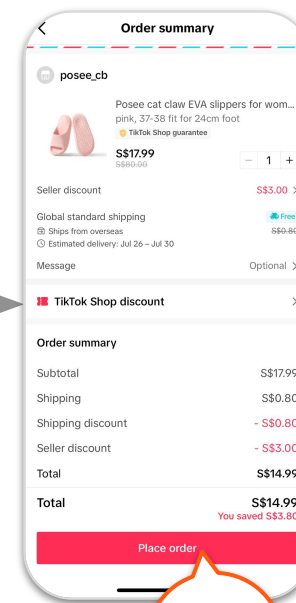 Order summary
posee_cb
Posee cat claw EVA slippers for wom...
pink, 37-38 fit for 24cm foot
TikTok Shop guarantee
S$17.99
S$80.00
1
Seller discount
S$3.00
Global standard shipping
Free
Ships from overseas
S$0.80
Estimated delivery: Jul 26 – Jul 30
Message
Optional
TikTok Shop discount
Order summary
Subtotal
S$17.99
Shipping
S$0.80
Shipping discount
- S$0.80
Seller discount
- S$3.00
Total
S$14.99
Total
S$14.99
You saved S$3.80
Place order